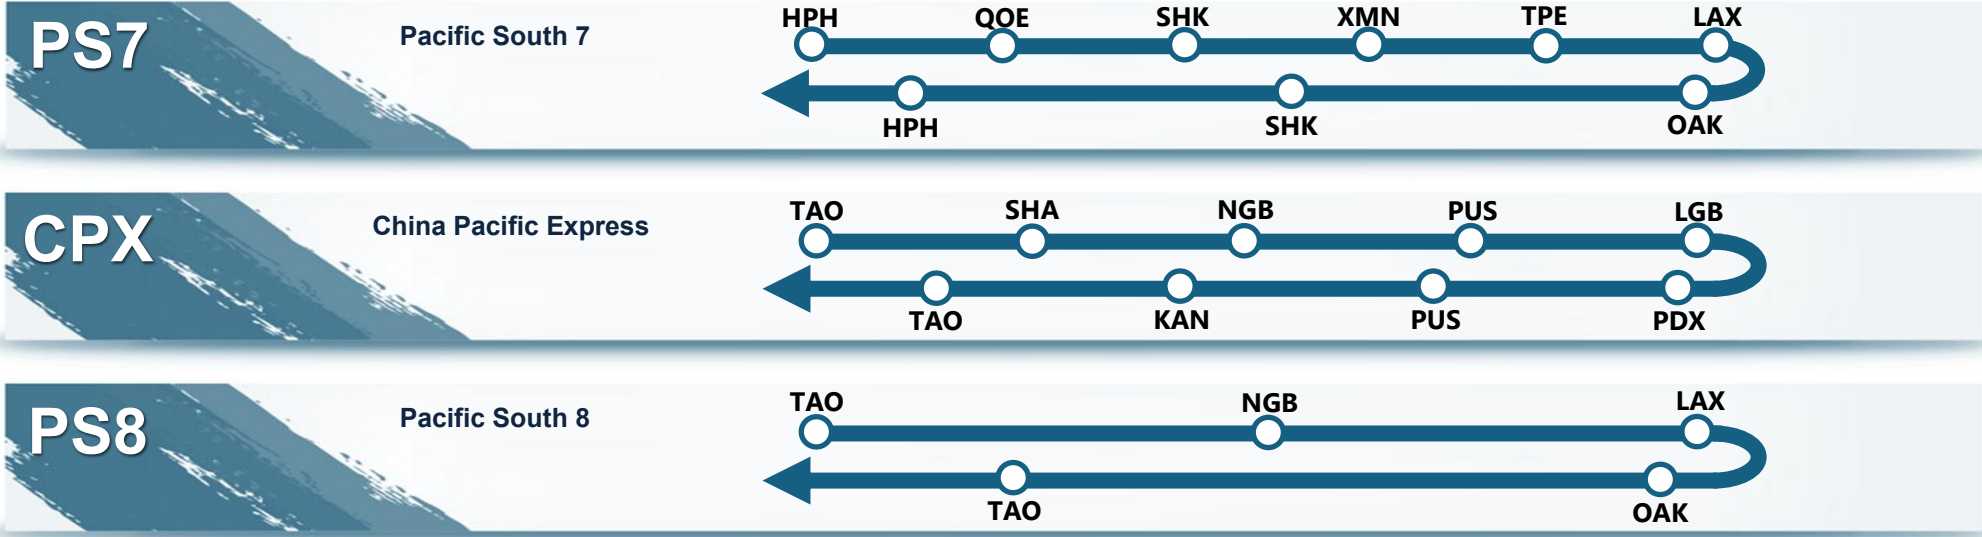 PS7
Pacific South 7
HPH QOE SHK XMN TPE LAX
HPH SHK OAK
CPX
China Pacific Express
TAO SHA NGB PUS LGB
TAO KAN PUS PDX
PS8
Pacific South 8
TAO NGB LAX
TAO OAK